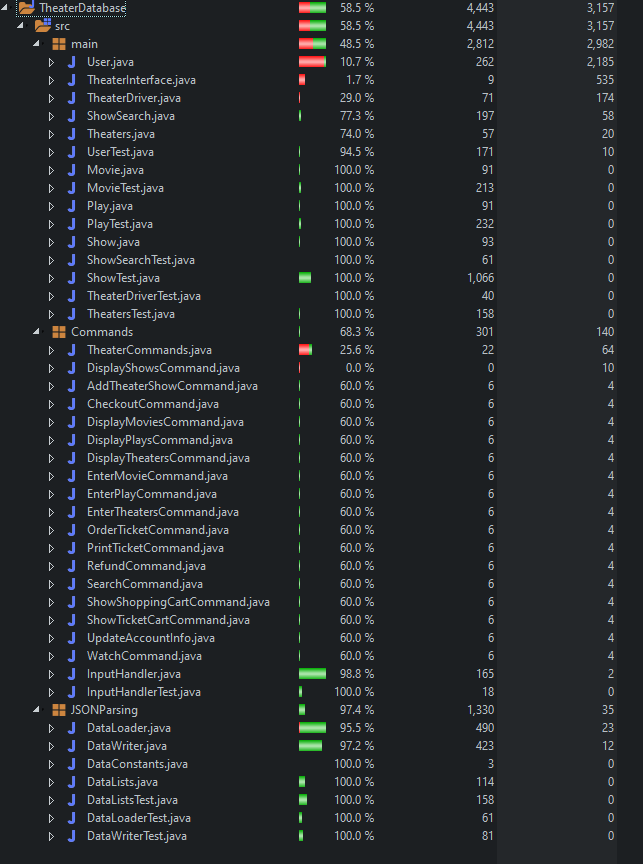 TheaterDatabase 58.5 % 4,443 3,157
src 58.5 % 4,443 3,157
main 48.5 % 2,812 2,982
User.java 10.7 % 262 2,185
TheaterInterface.java 1.7 % 9 535
TheaterDriver.java 29.0 % 71 174
ShowSearch.java 77.3 % 197 58
Theaters.java 74.0 % 57 20
UserTest.java 94.5 % 171 10
Movie.java 100.0 % 91 0
MovieTest.java 100.0 % 213 0
Play.java 100.0 % 91 0
PlayTest.java 100.0 % 232 0
Show.java 100.0 % 93 0
ShowSearchTest.java 100.0 % 61 0
ShowTest.java 100.0 % 1,066 0
TheaterDriverTest.java 100.0 % 40 0
TheatersTest.java 100.0 % 158 0
Commands 68.3 % 301 140
TheaterCommands.java 25.6 % 22 64
DisplayShowsCommand.java 0.0 % 0 10
AddTheaterShowCommand.java 60.0 % 6 4
CheckoutCommand.java 60.0 % 6 4
DisplayMoviesCommand.java 60.0 % 6 4
DisplayPlaysCommand.java 60.0 % 6 4
DisplayTheatersCommand.java 60.0 % 6 4
EnterMovieCommand.java 60.0 % 6 4
EnterPlayCommand.java 60.0 % 6 4
EnterTheatersCommand.java 60.0 % 6 4
OrderTicketCommand.java 60.0 % 6 4
PrintTicketCommand.java 60.0 % 6 4
RefundCommand.java 60.0 % 6 4
SearchCommand.java 60.0 % 6 4
ShowShoppingCartCommand.java 60.0 % 6 4
ShowTicketCartCommand.java 60.0 % 6 4
UpdateAccountInfo.java 60.0 % 6 4
WatchCommand.java 60.0 % 6 4
InputHandler.java 98.8 % 165 2
InputHandlerTest.java 100.0 % 18 0
JSONParsing 97.4 % 1,330 35
DataLoader.java 95.5 % 490 23
DataWriter.java 97.2 % 423 12
DataConstants.java 100.0 % 3 0
DataLists.java 100.0 % 114 0
DataListsTest.java 100.0 % 158 0
DataLoaderTest.java 100.0 % 61 0
DataWriterTest.java 100.0 % 81 0